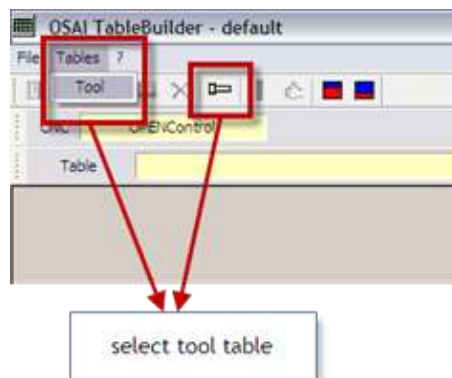 OSAI TableBuilder - default
File Tables ?
Tool
CNC OPENControl
Table
select tool table